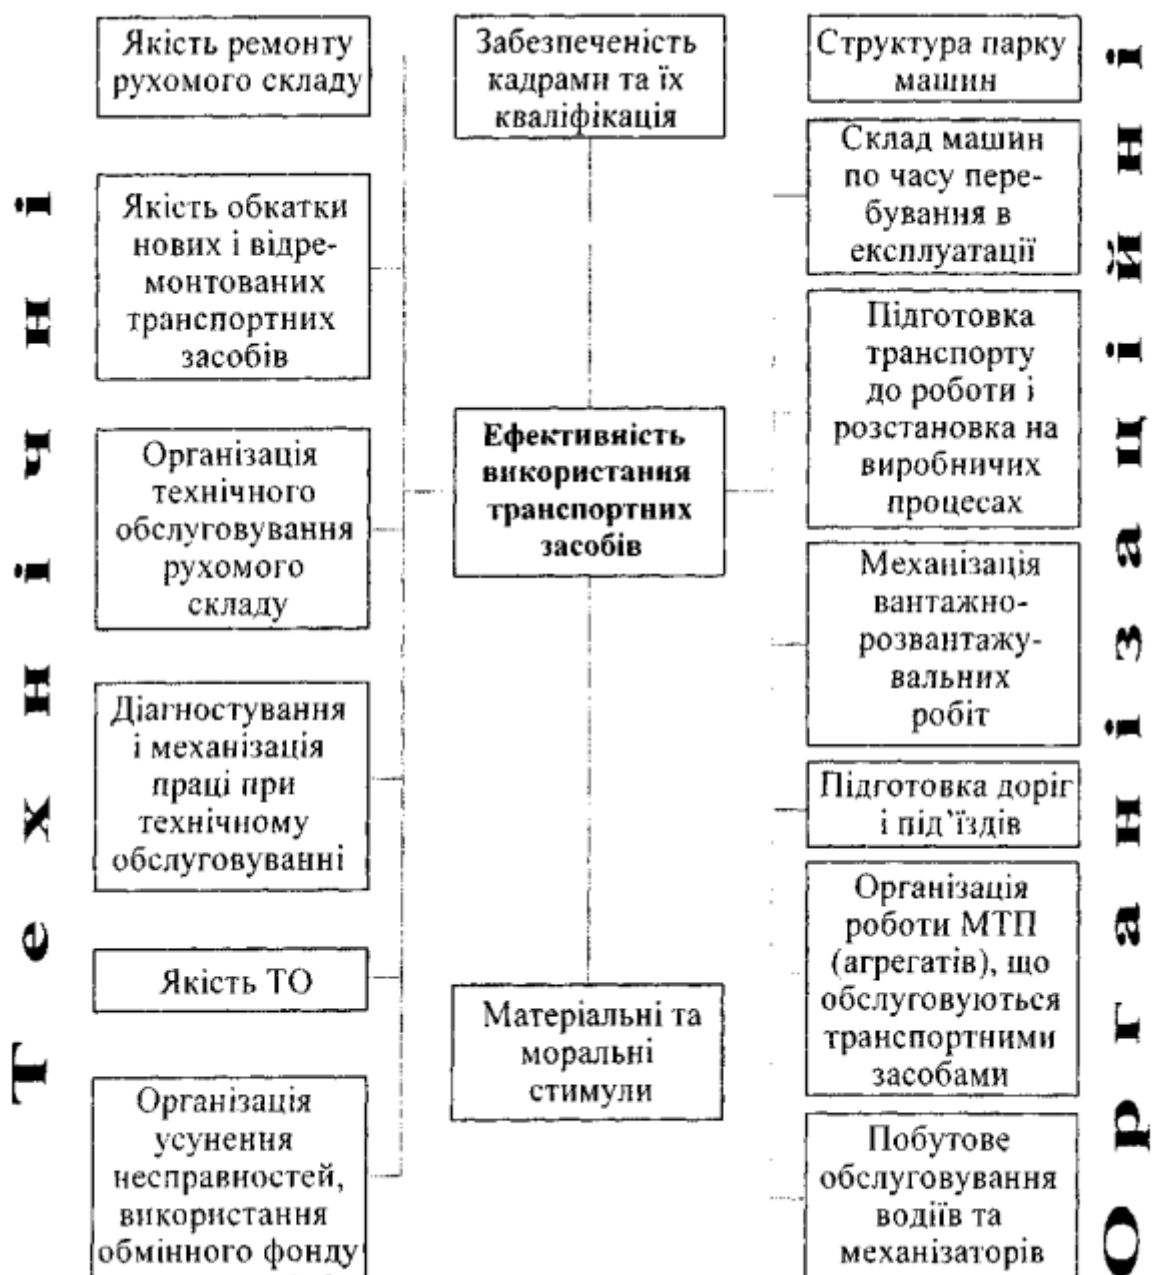 Технічні
Якість ремонту
рухомого складу
Якість обкатки
нових і відре-
монтованих
транспортних
засобів
Організація
технічного
обслуговування
рухомого
складу
Діагностування
і механізація
праці при
технічному
обслуговуванні
Якість ТО
Організація
усунення
несправностей,
використання
обмінного фонду
Забезпеченість
кадрами та їх
кваліфікація
Ефективність
використання
транспортних
засобів
Матеріальні та
моральні
стимули
Структура парку
машин
Склад машин
по часу пере-
бування в
експлуатації
Підготовка
транспорту
до роботи і
розстановка на
виробничих
процесах
Механізація
вантажно-
розвантажу-
вальних
робіт
Підготовка доріг
і під'їздів
Організація
роботи МТП
(агрегатів), що
обслуговуються
транспортними
засобами
Побутове
обслуговування
водіїв та
механізаторів
Організаційні